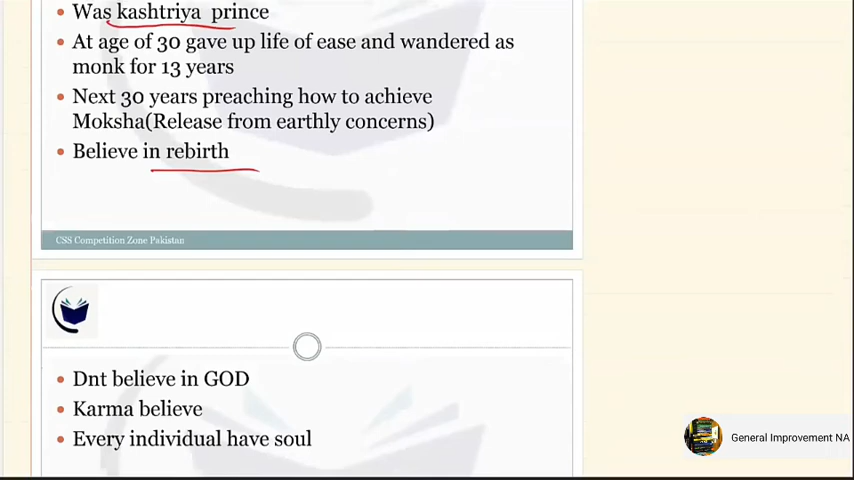 • Was kashtriya prince
• At age of 30 gave up life of ease and wandered as
monk for 13 years
• Next 30 years preaching how to achieve
Moksha(Release from earthly concerns)
• Believe in rebirth
CSS Competition Zone Pakistan
• Dnt believe in GOD
• Karma believe
• Every individual have soul
General Improvement NA